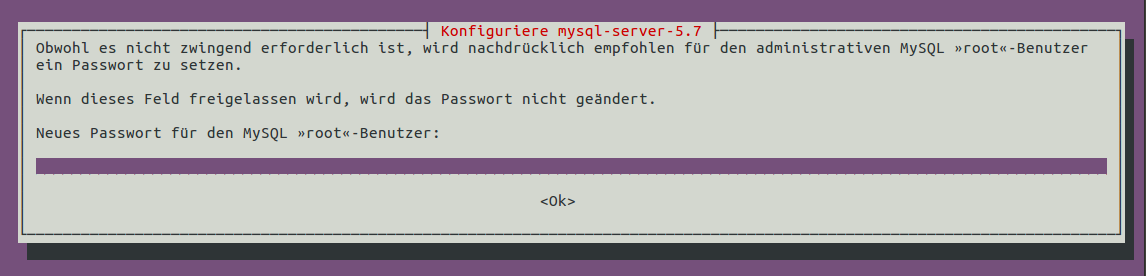 Konfiguriere mysql-server-5.7
Obwohl es nicht zwingend erforderlich ist, wird nachdrücklich empfohlen für den administrativen MySQL »root«-Benutzer
ein Passwort zu setzen.
Wenn dieses Feld freigelassen wird, wird das Passwort nicht geändert.
Neues Passwort für den MySQL »root«-Benutzer:
<Ok>